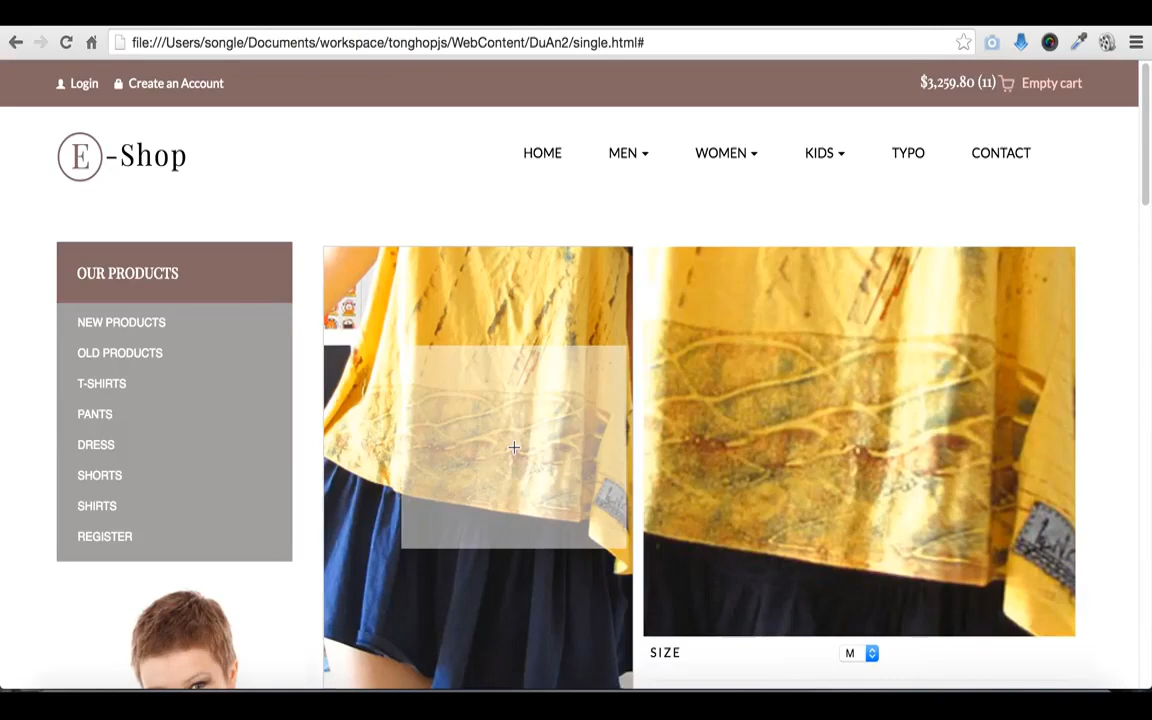 file:///Users/songle/Documents/workspace/tonghopjs/WebContent/DuAn2/single.html#
Login Create an Account $3,259.80 (11) Empty cart
E-Shop HOME MEN WOMEN KIDS TYPO CONTACT
OUR PRODUCTS
NEW PRODUCTS
OLD PRODUCTS
T-SHIRTS
PANTS
DRESS
SHORTS
SHIRTS
REGISTER
SIZE M